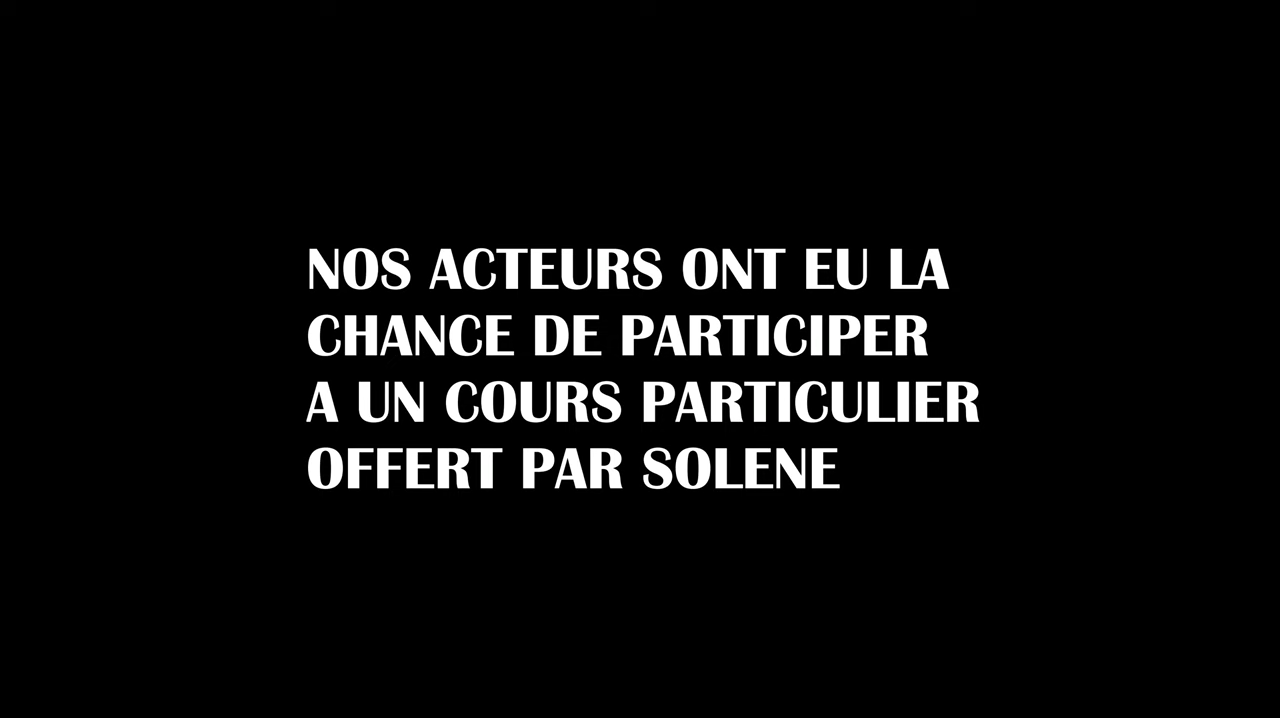 NOS ACTEURS ONT EU LA
CHANCE DE PARTICIPER
A UN COURS PARTICULIER
OFFERT PAR SOLENE